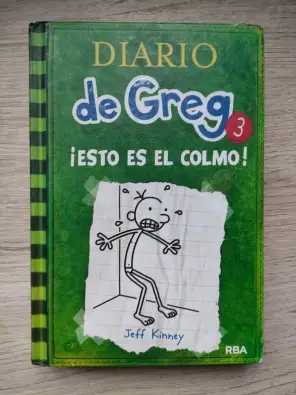 DIARIO
de Greg 3
¡ESTO ES EL COLMO!
Jeff Kinney
RBA